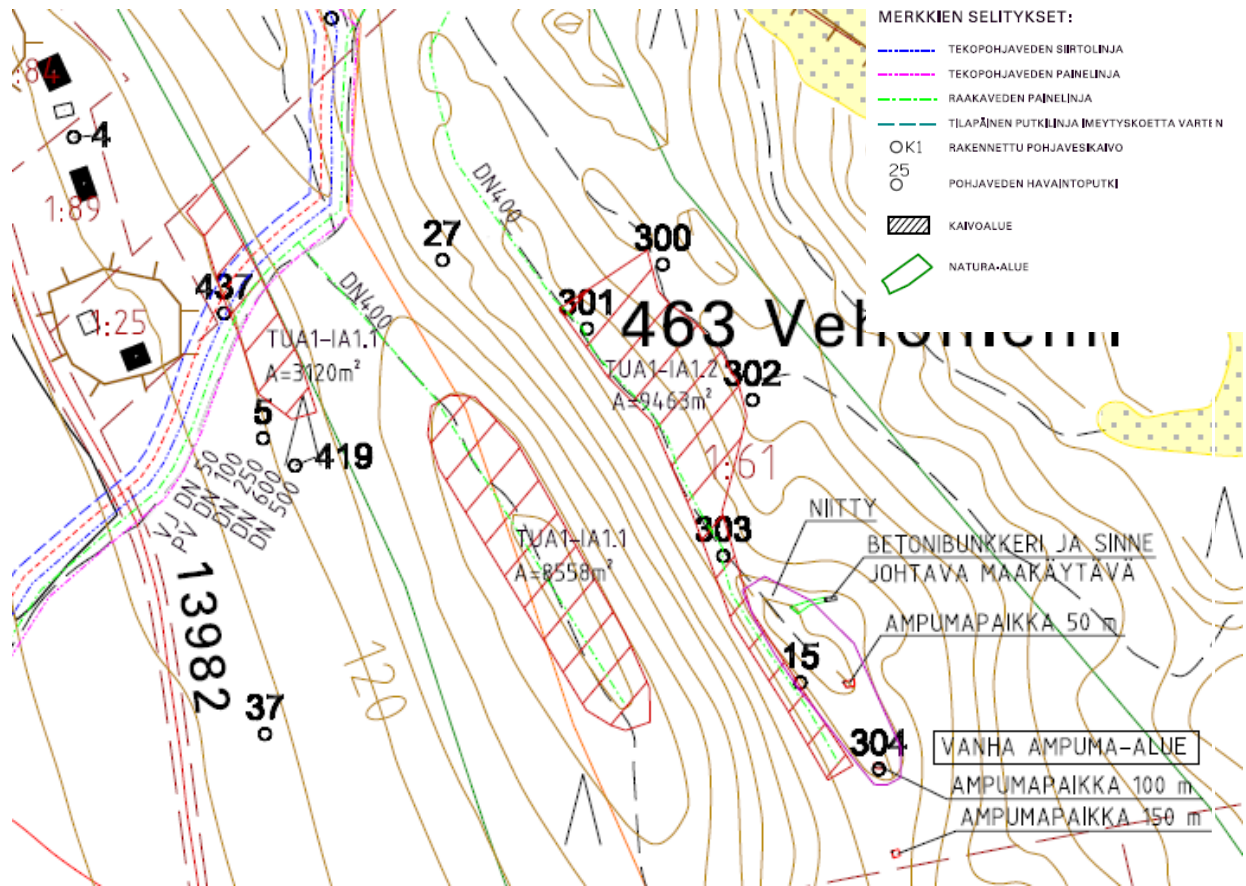 MERKKIEN SELITYKSET:
TEKOPOHJAVEDEN SIIRTOLINJA
TEKOPOHJAVEDEN PAINELINJA
RAAKAVEDEN PAINELINJA
TILAPÄINEN PUTKILINJA IMEYTYSKOETTA VARTEN
K1 RAKENNETTU POHJAVESIKAIVO
25
POHJAVEDEN HAVAINTOPUTKI
KAIVOALUE
NATURA-ALUE
:84
4
1:89
DN400
27
300
437
1:25
DN400
301
463
TUA1-IA1.1
A=3120m²
TUA1-IA1.2
A=9463m²
302
5
419
1:61
VJ DN 50
PV DN 100
DN 250
DN 600
DN 500
NIITTY
303
TUA1-IA1.1
A=8558m²
BETONIBUNKKERI JA SINNE
JOHTAVA MAAKÄYTÄVÄ
13982
AMPUMAPAIKKA 50 m
15
120
37
304
VANHA AMPUMA-ALUE
AMPUMAPAIKKA 100 m
AMPUMAPAIKKA 150 m